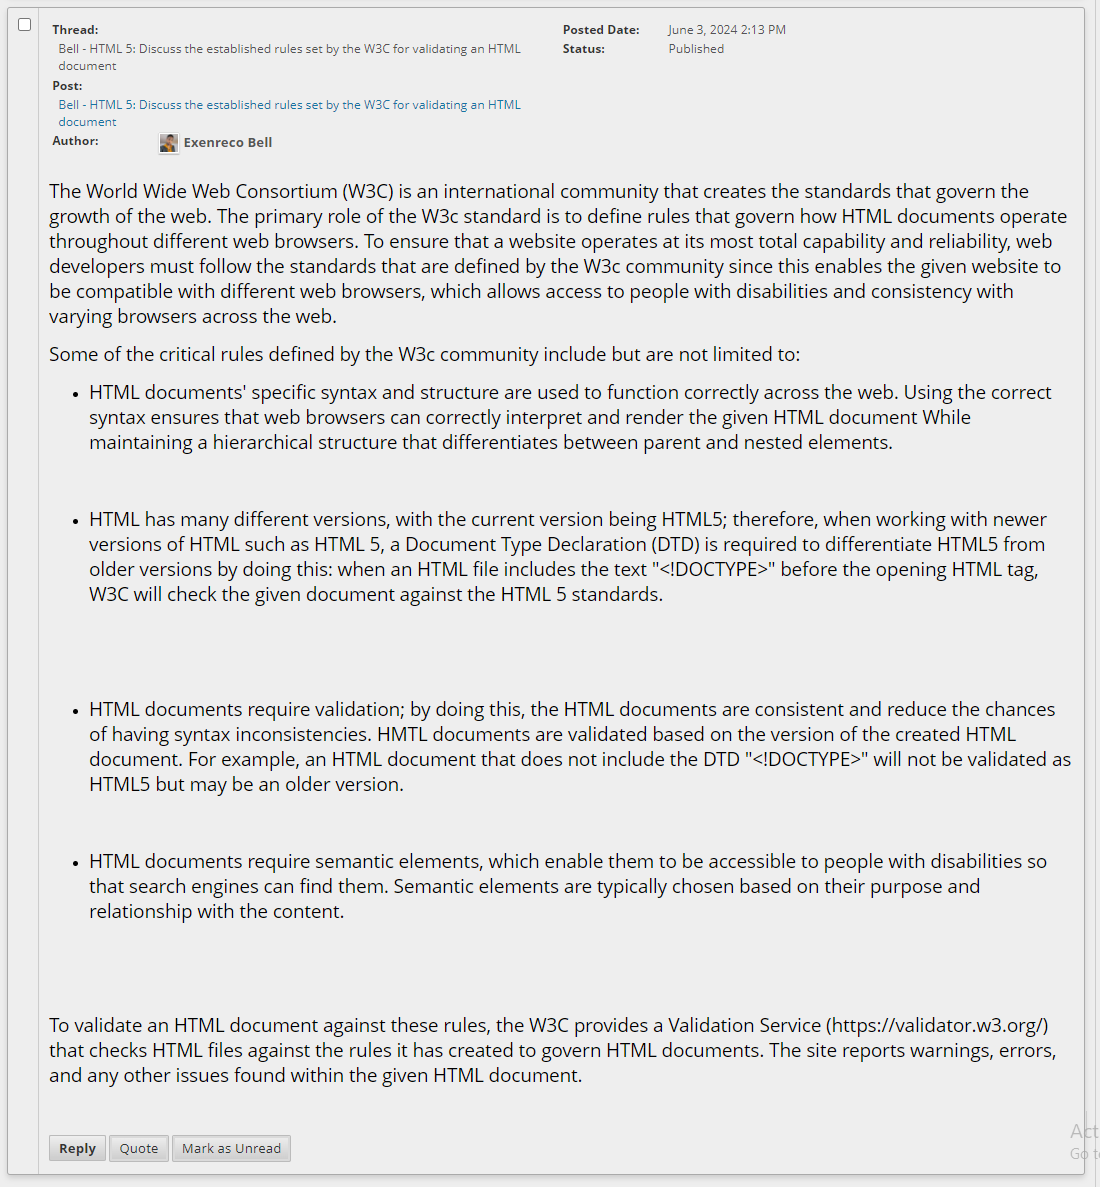 Thread:
Posted Date: June 3, 2024 2:13 PM
Bell - HTML 5: Discuss the established rules set by the W3C for validating an HTML
Status: Published
document
Post:
Bell - HTML 5: Discuss the established rules set by the W3C for validating an HTML
document
Author: Exenreco Bell
The World Wide Web Consortium (W3C) is an international community that creates the standards that govern the
growth of the web. The primary role of the W3c standard is to define rules that govern how HTML documents operate
throughout different web browsers. To ensure that a website operates at its most total capability and reliability, web
developers must follow the standards that are defined by the W3c community since this enables the given website to
be compatible with different web browsers, which allows access to people with disabilities and consistency with
varying browsers across the web.
Some of the critical rules defined by the W3c community include but are not limited to:
• HTML documents' specific syntax and structure are used to function correctly across the web. Using the correct
syntax ensures that web browsers can correctly interpret and render the given HTML document While
maintaining a hierarchical structure that differentiates between parent and nested elements.
• HTML has many different versions, with the current version being HTML5; therefore, when working with newer
versions of HTML such as HTML 5, a Document Type Declaration (DTD) is required to differentiate HTML5 from
older versions by doing this: when an HTML file includes the text "<!DOCTYPE>" before the opening HTML tag,
W3C will check the given document against the HTML 5 standards.
• HTML documents require validation; by doing this, the HTML documents are consistent and reduce the chances
of having syntax inconsistencies. HMTL documents are validated based on the version of the created HTML
document. For example, an HTML document that does not include the DTD "<!DOCTYPE>" will not be validated as
HTML5 but may be an older version.
• HTML documents require semantic elements, which enable them to be accessible to people with disabilities so
that search engines can find them. Semantic elements are typically chosen based on their purpose and
relationship with the content.
To validate an HTML document against these rules, the W3C provides a Validation Service (https://validator.w3.org/)
that checks HTML files against the rules it has created to govern HTML documents. The site reports warnings, errors,
and any other issues found within the given HTML document.
Reply Quote Mark as Unread
Act
Go t